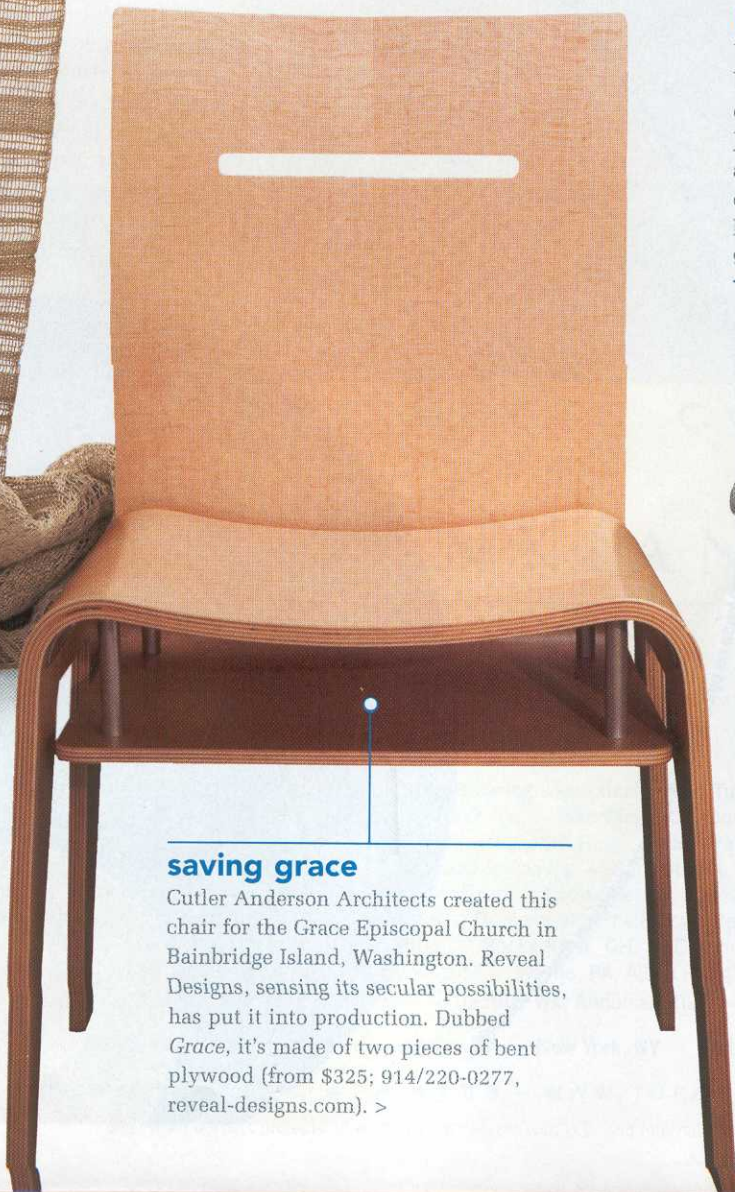 saving grace
Cutler Anderson Architects created this
chair for the Grace Episcopal Church in
Bainbridge Island, Washington. Reveal
Designs, sensing its secular possibilities,
has put it into production. Dubbed
Grace, it's made of two pieces of bent
plywood (from $325; 914/220-0277,
reveal-designs.com). >